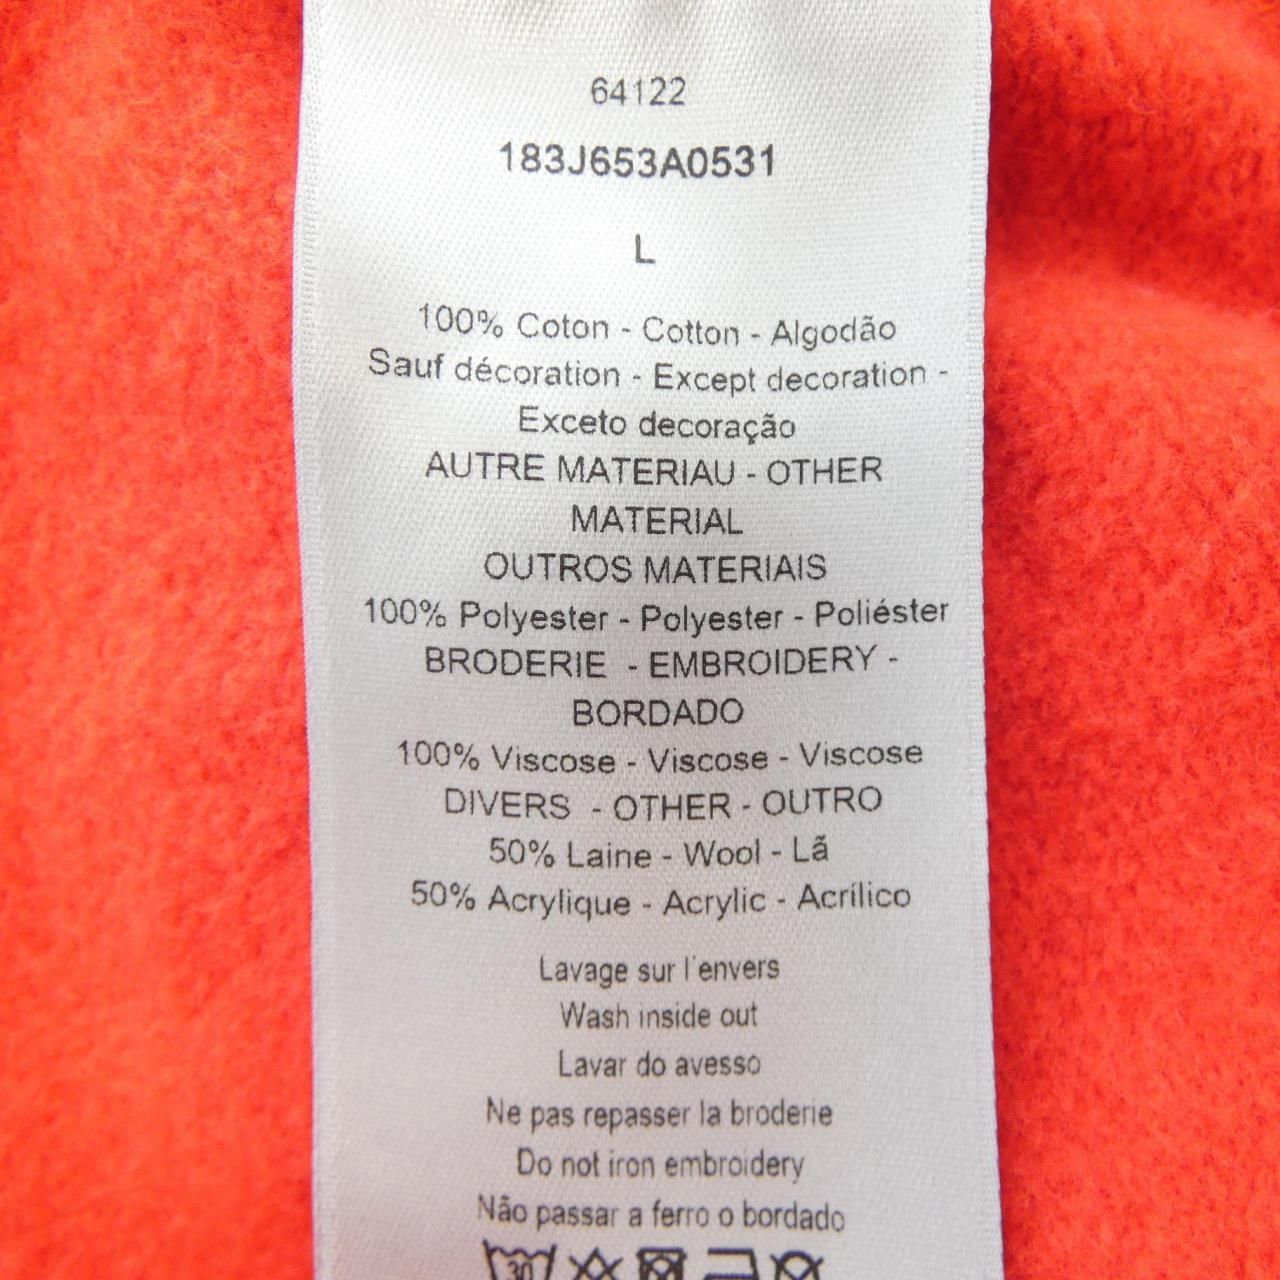 64122
183J653A0531
L
100% Coton - Cotton - Algodão
Sauf décoration - Except decoration -
Exceto decoração
AUTRE MATERIAU - OTHER
MATERIAL
OUTROS MATERIAIS
100% Polyester - Polyester - Poliéster
BRODERIE - EMBROIDERY -
BORDADO
100% Viscose - Viscose - Viscose
DIVERS - OTHER - OUTRO
50% Laine - Wool - Lã
50% Acrylique - Acrylic - Acrílico
Lavage sur l'envers
Wash inside out
Lavar do avesso
Ne pas repasser la broderie
Do not iron embroidery
Não passar a ferro o bordado
30